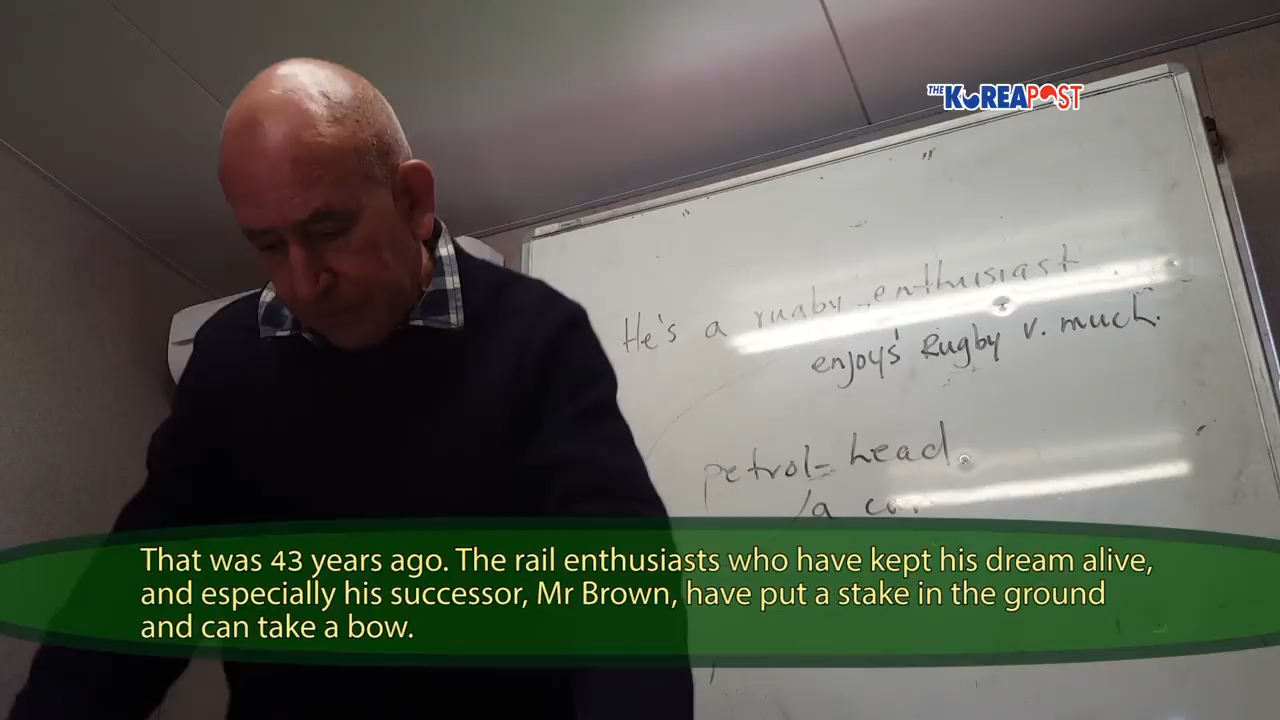 THE KOREAPOST
He's a rugby enthusiast
enjoys Rugby v. much.
petrol-head.
/a car
That was 43 years ago. The rail enthusiasts who have kept his dream alive,
and especially his successor, Mr Brown, have put a stake in the ground
and can take a bow.